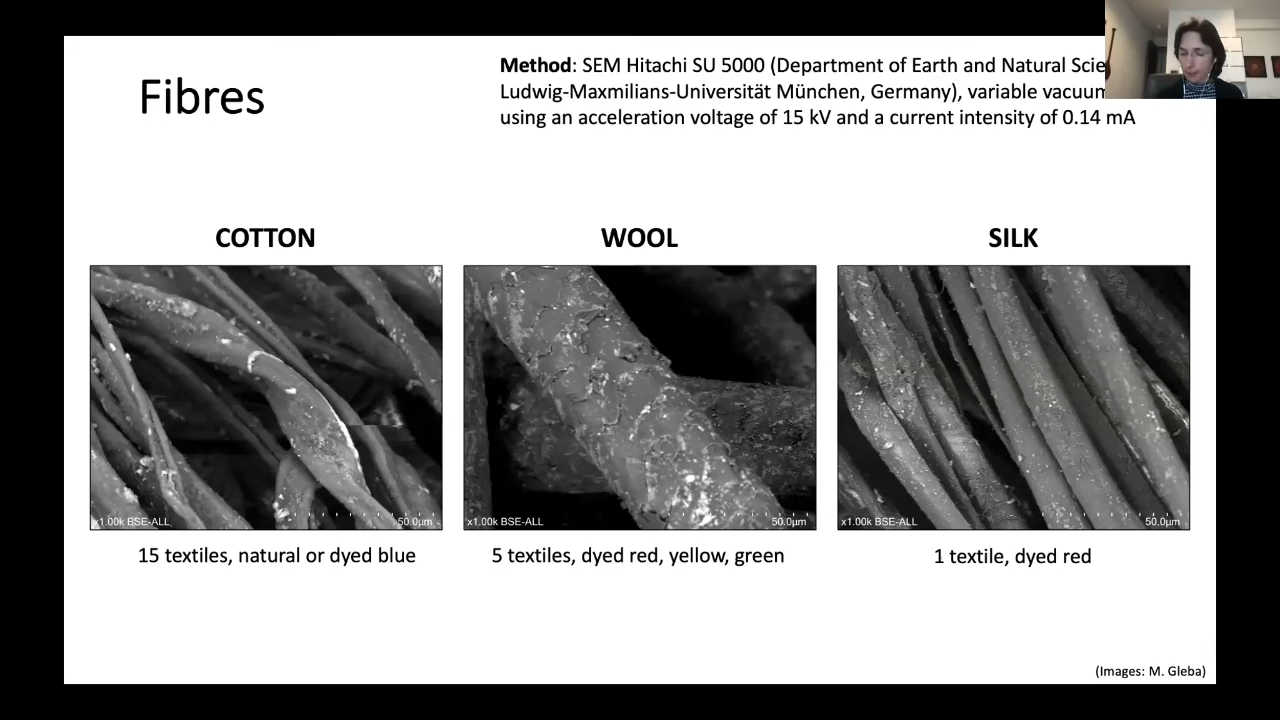 Fibres
Method: SEM Hitachi SU 5000 (Department of Earth and Natural
Ludwig-Maxmilians-Universität München, Germany), variable
using an acceleration voltage of 15 kV and a current intensity of 0.14 mA
COTTON
WOOL
SILK
x1.00k BSE-ALL 50.0µm
x1.00k BSE-ALL 50.0µm
x1.00k BSE-ALL 50.0µm
15 textiles, natural or dyed blue
5 textiles, dyed red, yellow, green
1 textile, dyed red
(Images: M. Gleba)